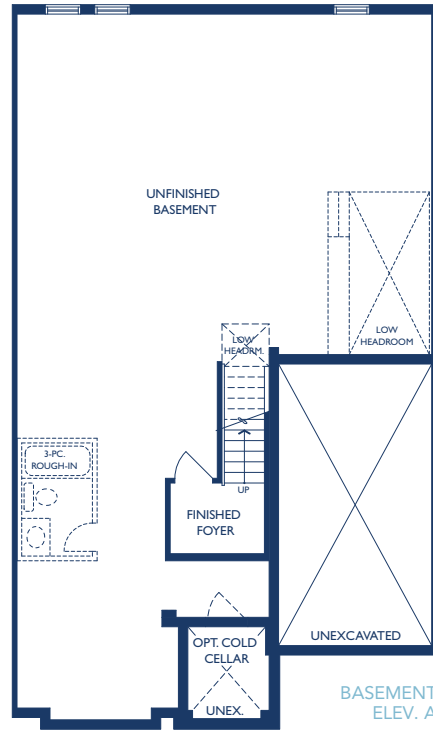 UNFINISHED
BASEMENT
LOW
HEADROOM
LOW
HEADRM.
3-PC.
ROUGH-IN
UP
FINISHED
FOYER
OPT. COLD
CELLAR
UNEX.
UNEXCAVATED
BASEMENT
ELEV. A